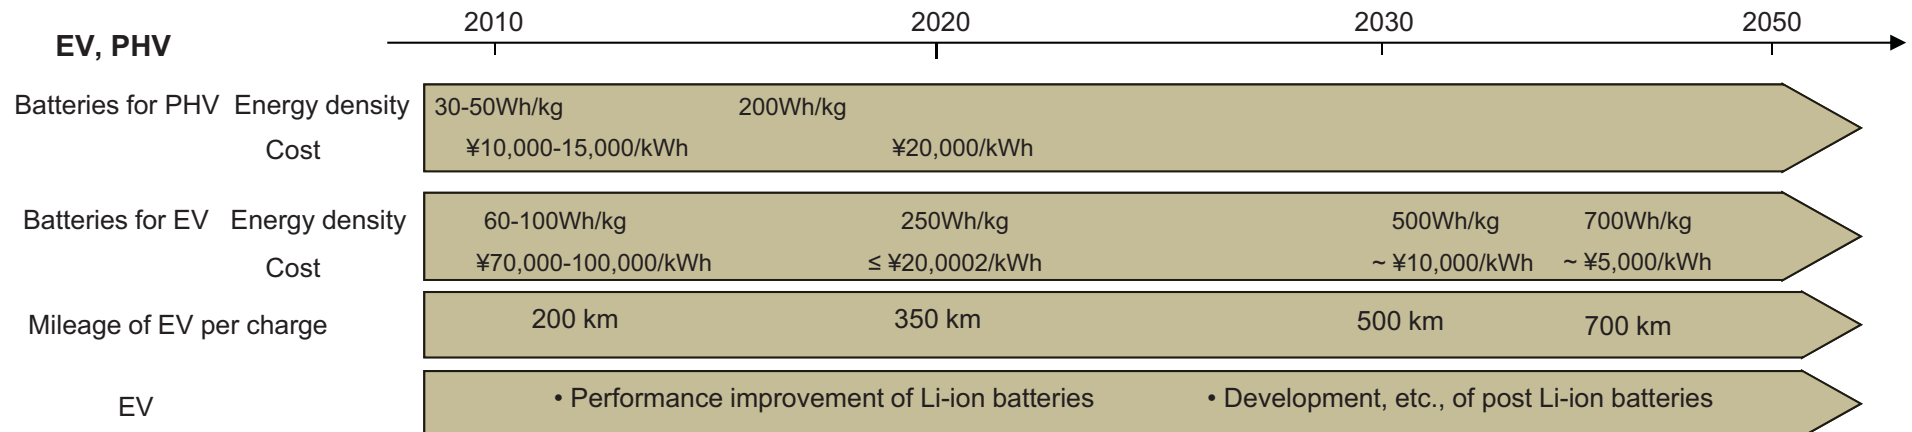 2010 2020 2030 2050
EV, PHV
Batteries for PHV Energy density 30-50Wh/kg 200Wh/kg
Cost ¥10,000-15,000/kWh ¥20,000/kWh
Batteries for EV Energy density 60-100Wh/kg 250Wh/kg 500Wh/kg 700Wh/kg
Cost ¥70,000-100,000/kWh ≤ ¥20,0002/kWh ~ ¥10,000/kWh ~ ¥5,000/kWh
Mileage of EV per charge 200 km 350 km 500 km 700 km
EV • Performance improvement of Li-ion batteries • Development, etc., of post Li-ion batteries